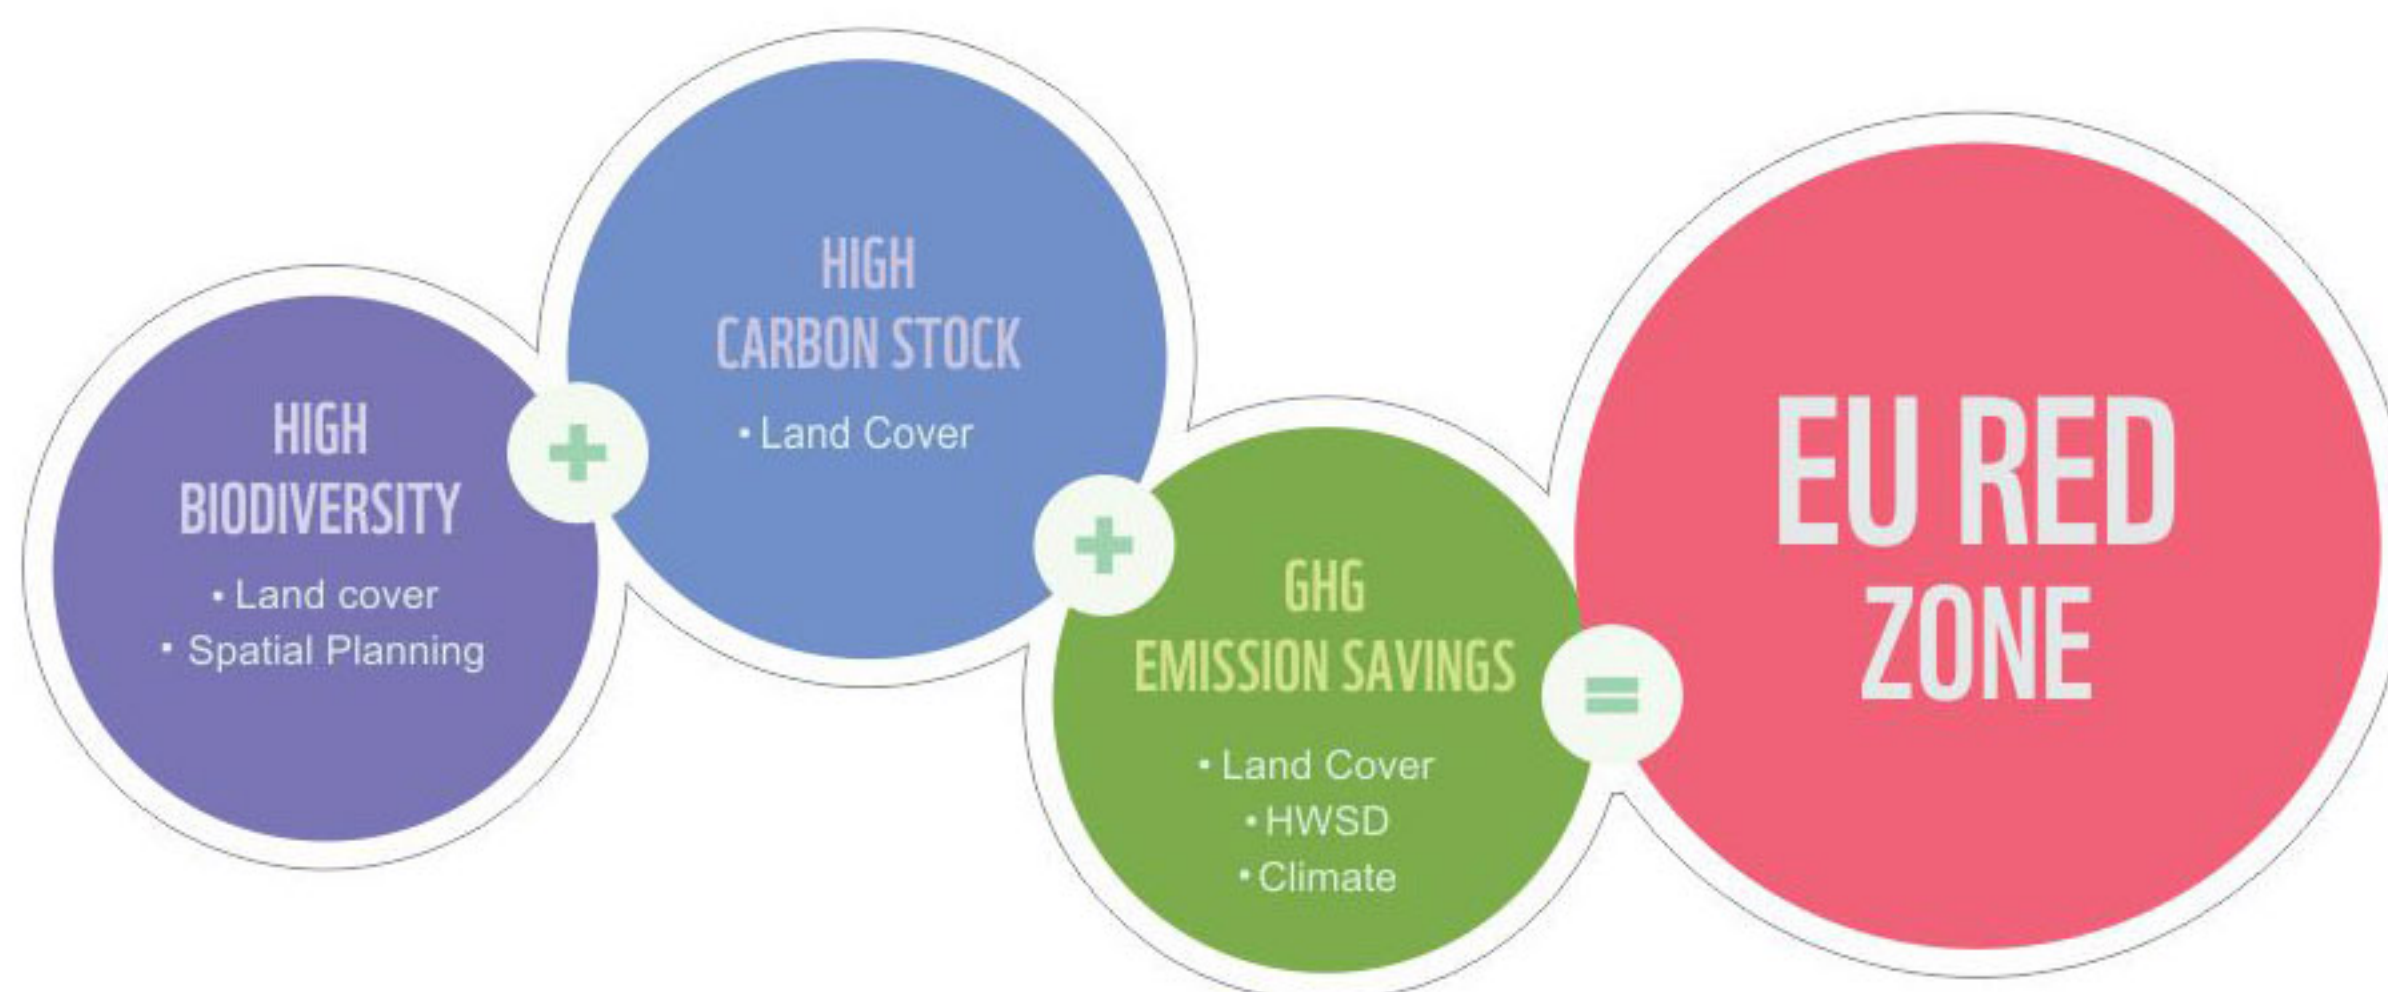 HIGH
BIODIVERSITY
• Land cover
• Spatial Planning
+
HIGH
CARBON STOCK
• Land Cover
+
GHG
EMISSION SAVINGS
• Land Cover
• HWSD
• Climate
=
EU RED
ZONE